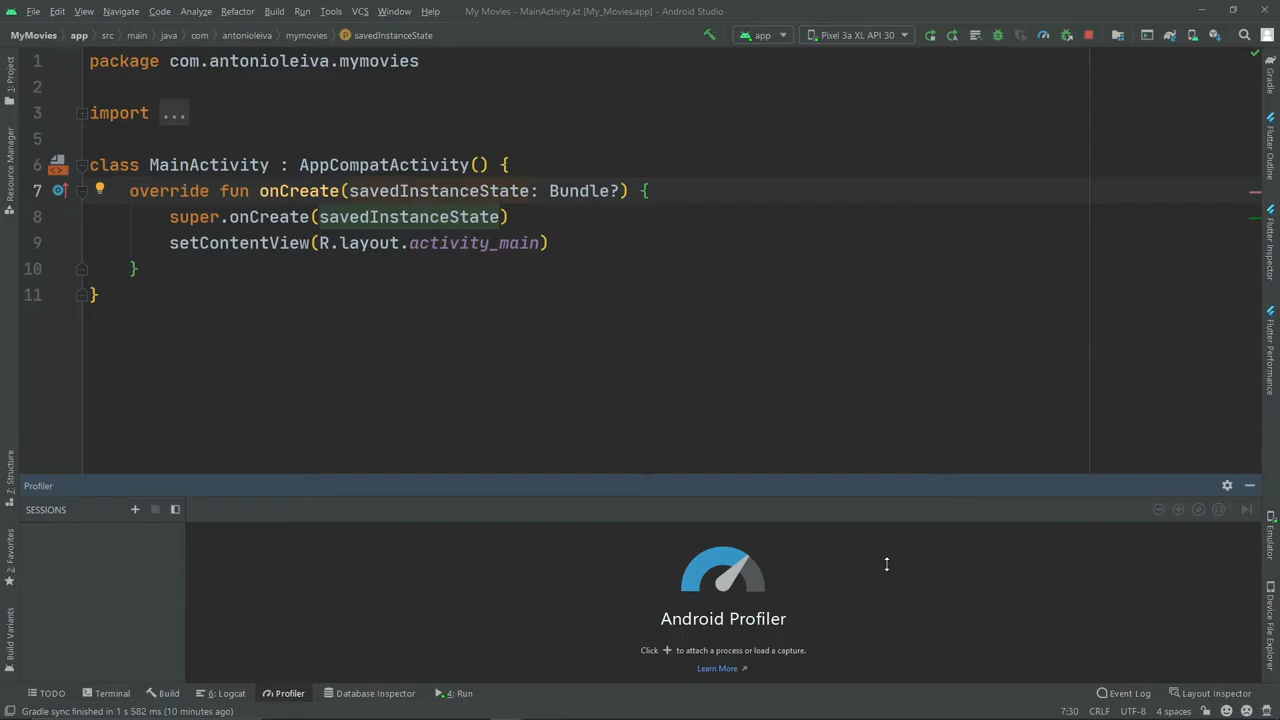 File Edit View Navigate Code Analyze Refactor Build Run Tools VCS Window Help My Movies - MainActivity.kt [My_Movies.app] - Android Studio
MyMovies app src main java com antonioleiva mymovies savedInstanceState app Pixel 3a XL API 30
1 package com.antonioleiva.mymovies
2
3 import ...
5
6 class MainActivity : AppCompatActivity() {
7 override fun onCreate(savedInstanceState: Bundle?) {
8 super.onCreate(savedInstanceState)
9 setContentView(R.layout.activity_main)
10 }
11 }
1: Project
Resource Manager
7: Structure
2: Favorites
Build Variants
Gradle
Flutter Outline
Flutter Inspector
Flutter Performance
Emulator
Device File Explorer
Profiler
SESSIONS
Android Profiler
Click + to attach a process or load a capture.
Learn More
TODO Terminal Build 6: Logcat Profiler Database Inspector 4: Run Event Log Layout Inspector
Gradle sync finished in 1 s 582 ms (10 minutes ago) 7:30 CRLF UTF-8 4 spaces